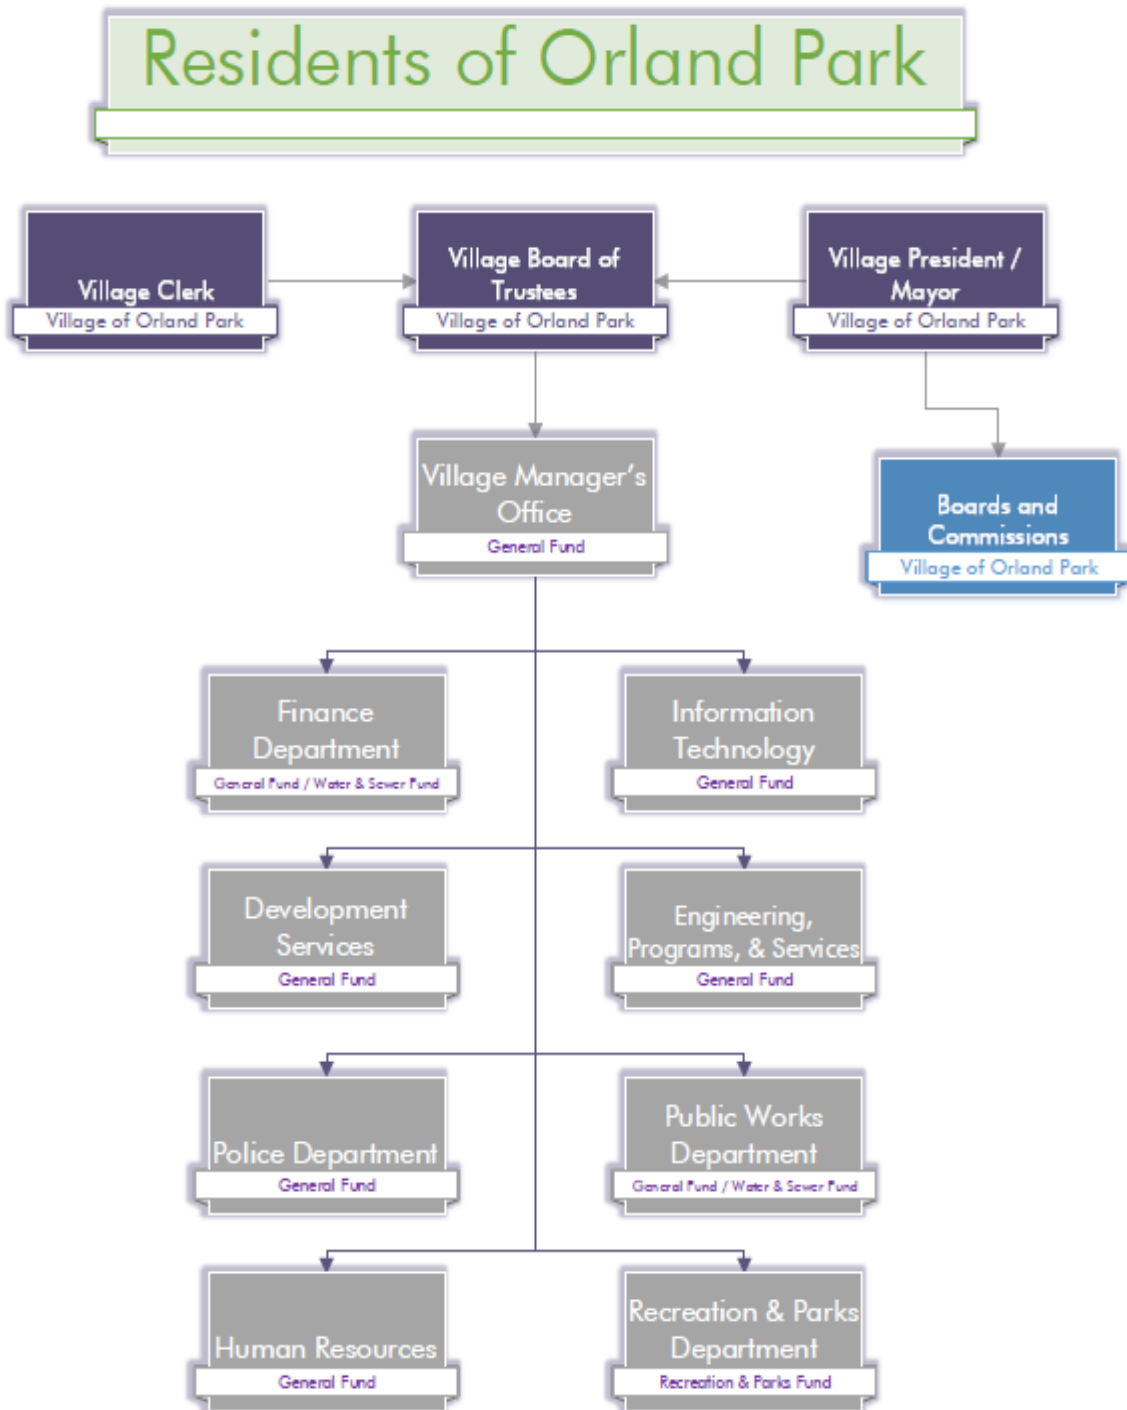 Residents of Orland Park
Village Clerk
Village of Orland Park
Village Board of
Trustees
Village of Orland Park
Village President /
Mayor
Village of Orland Park
Village Manager's
Office
General Fund
Boards and
Commissions
Village of Orland Park
Finance
Department
General Fund / Water & Sewer Fund
Information
Technology
General Fund
Development
Services
General Fund
Engineering,
Programs, & Services
General Fund
Police Department
General Fund
Public Works
Department
General Fund / Water & Sewer Fund
Human Resources
General Fund
Recreation & Parks
Department
Recreation & Parks Fund